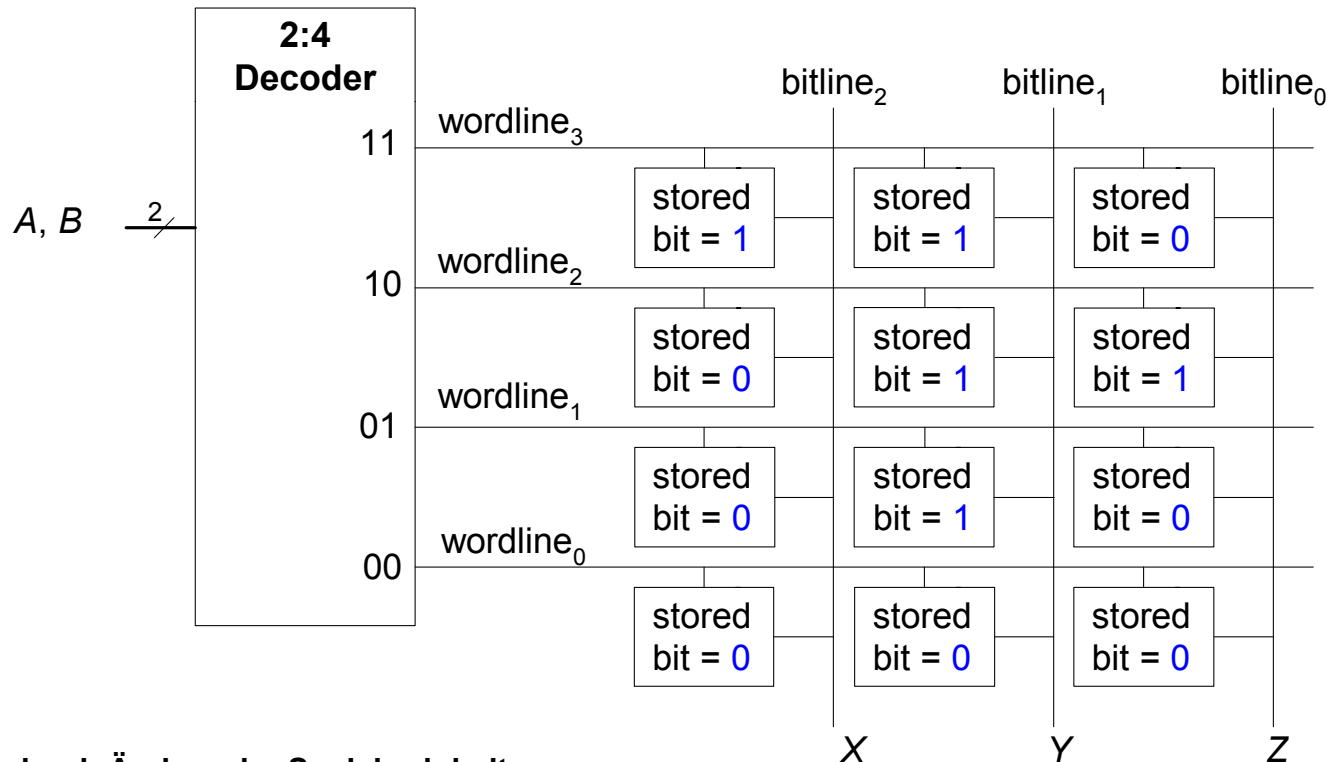 2:4
Decoder
bitline₂ bitline₁ bitline₀
11 wordline₃
A, B 2
stored stored stored
bit = 1 bit = 1 bit = 0
10 wordline₂
stored stored stored
bit = 0 bit = 1 bit = 1
01 wordline₁
stored stored stored
bit = 0 bit = 1 bit = 0
00 wordline₀
stored stored stored
bit = 0 bit = 0 bit = 0
X Y Z